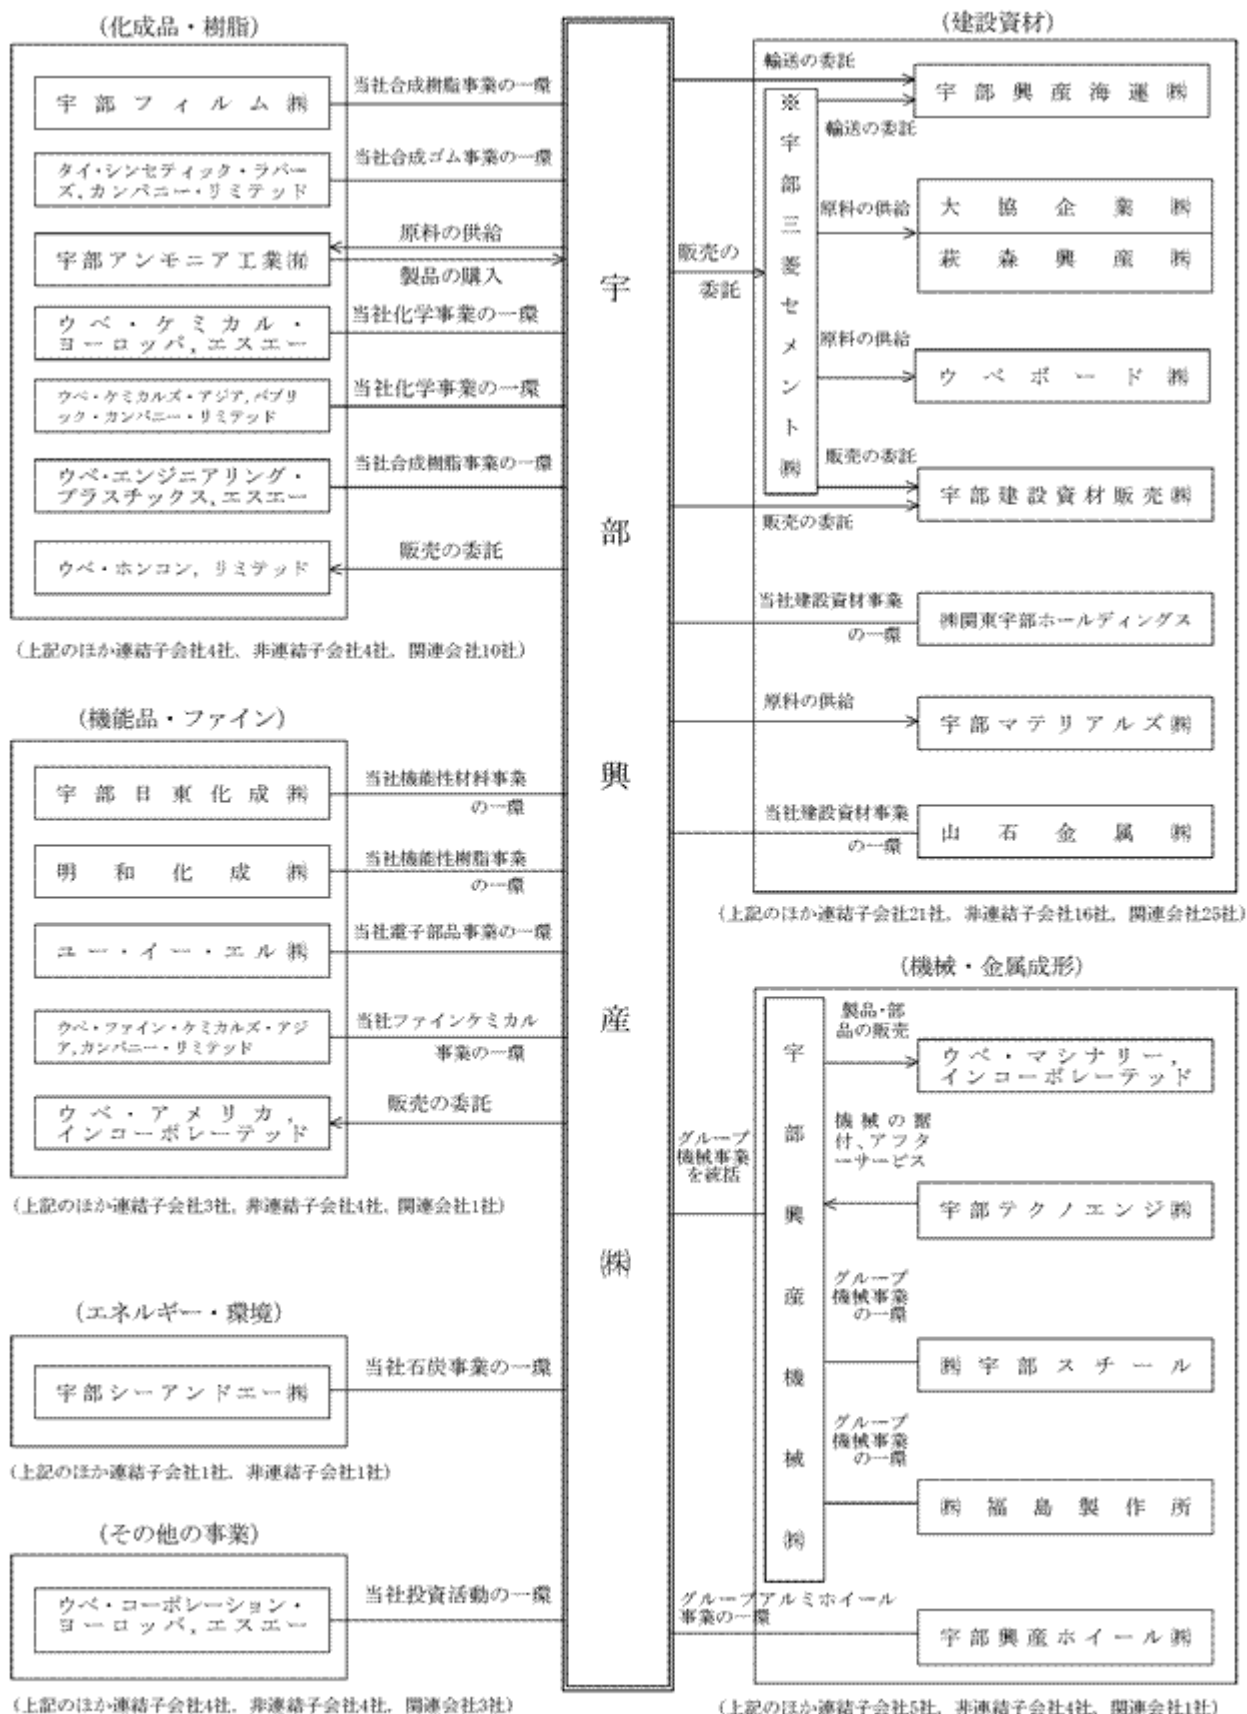 (化成品・樹脂)
宇部フィルム㈱
当社合成樹脂事業の一環
タイ・シンセティック・ラバー
ズ,カンパニー・リミテッド
当社合成ゴム事業の一環
宇部アンモニア工業㈲
原料の供給
製品の購入
ウベ・ケミカル・
ヨーロッパ,エスエー
当社化学事業の一環
ウベ・ケミカルズ・アジア,パブリ
ック・カンパニー・リミテッド
当社化学事業の一環
ウベ・エンジニアリング・
プラスチックス,エスエー
当社合成樹脂事業の一環
ウベ・ホンコン, リミテッド
販売の委託
(上記のほか連結子会社4社、非連結子会社4社、関連会社10社)
(機能品・ファイン)
宇部日東化成㈱
当社機能性材料事業
の一環
明和化成㈱
当社機能性樹脂事業
の一環
ユー・イー・エル㈱
当社電子部品事業の一環
ウベ・ファイン・ケミカルズ・アジ
ア,カンパニー・リミテッド
当社ファインケミカル
事業の一環
ウベ・アメリカ,
インコーポレーテッド
販売の委託
(上記のほか連結子会社3社、非連結子会社4社、関連会社1社)
(エネルギー・環境)
宇部シーアンドエー㈱
当社石炭事業の一環
(上記のほか連結子会社1社、非連結子会社1社)
(その他の事業)
ウベ・コーポレーション・
ヨーロッパ,エスエー
当社投資活動の一環
(上記のほか連結子会社4社、非連結子会社4社、関連会社3社)
宇部興産㈱
(建設資材)
輸送の委託
宇部興産海運㈱
輸送の委託
※宇部三菱セメント㈱
販売の
委託
原料の供給
大協企業㈱
萩森興産㈱
原料の供給
ウベボード㈱
販売の委託
宇部建設資材販売㈱
販売の委託
当社建設資材事業
の一環
㈱関東宇部ホールディングス
原料の供給
宇部マテリアルズ㈱
当社建設資材事業
の一環
山石金属㈱
(上記のほか連結子会社21社、非連結子会社16社、関連会社25社)
(機械・金属成形)
宇部興産機械㈱
グループ
機械事業
を統括
製品・部
品の販売
ウベ・マシナリー,
インコーポレーテッド
機械の据
付、アフタ
ーサービス
宇部テクノエンジ㈱
グループ
機械事業
の一環
㈱宇部スチール
グループ
機械事業
の一環
㈱福島製作所
グループアルミホイール
事業の一環
宇部興産ホイール㈱
(上記のほか連結子会社5社、非連結子会社4社、関連会社1社)